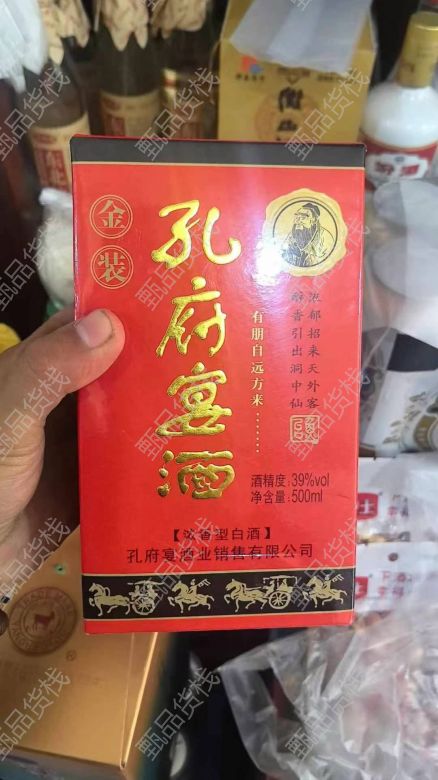 金装
孔府宴酒
有朋自远方来……
浓郁招来天外客
醉香引出洞中仙
酒精度:39%vol
净含量:500ml
【浓香型白酒】
孔府宴酒业销售有限公司
甄品货栈